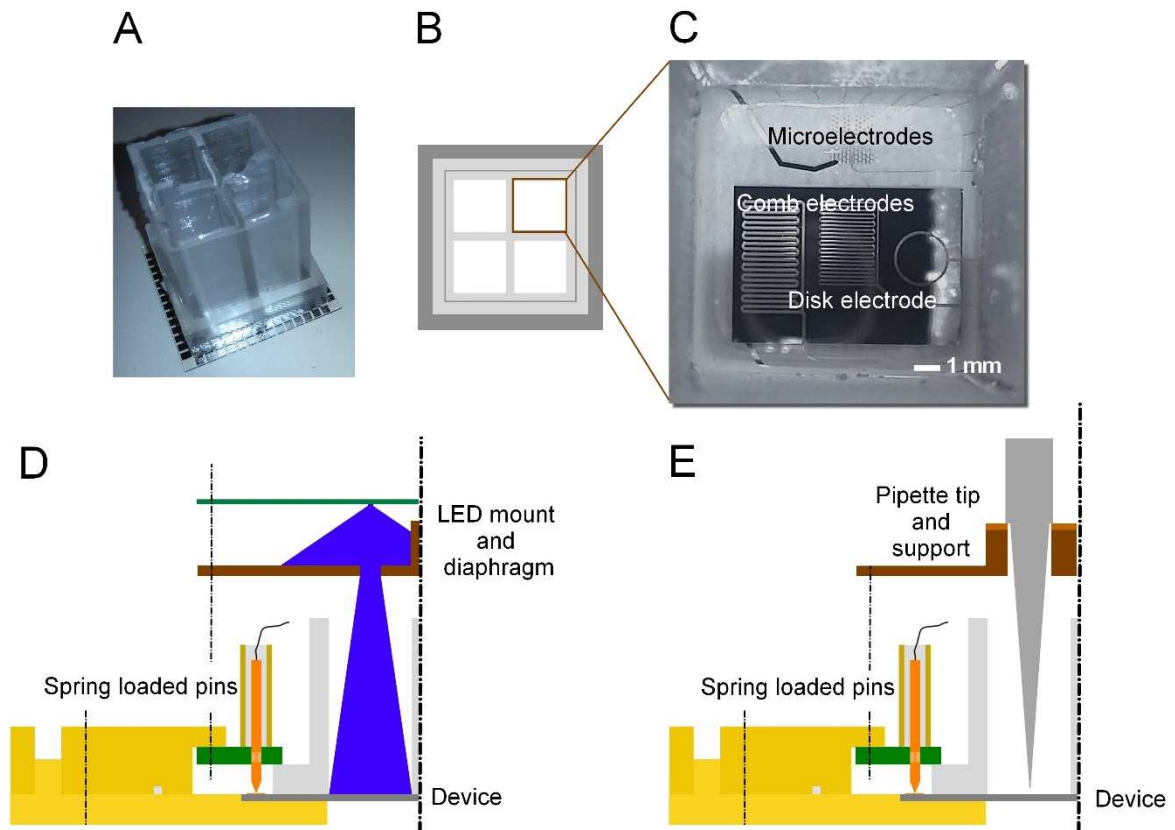 A
B
C
Microelectrodes
Comb electrodes
Disk electrode
1 mm
D
LED mount
and
diaphragm
Spring loaded pins
Device
E
Pipette tip
and
support
Spring loaded pins
Device